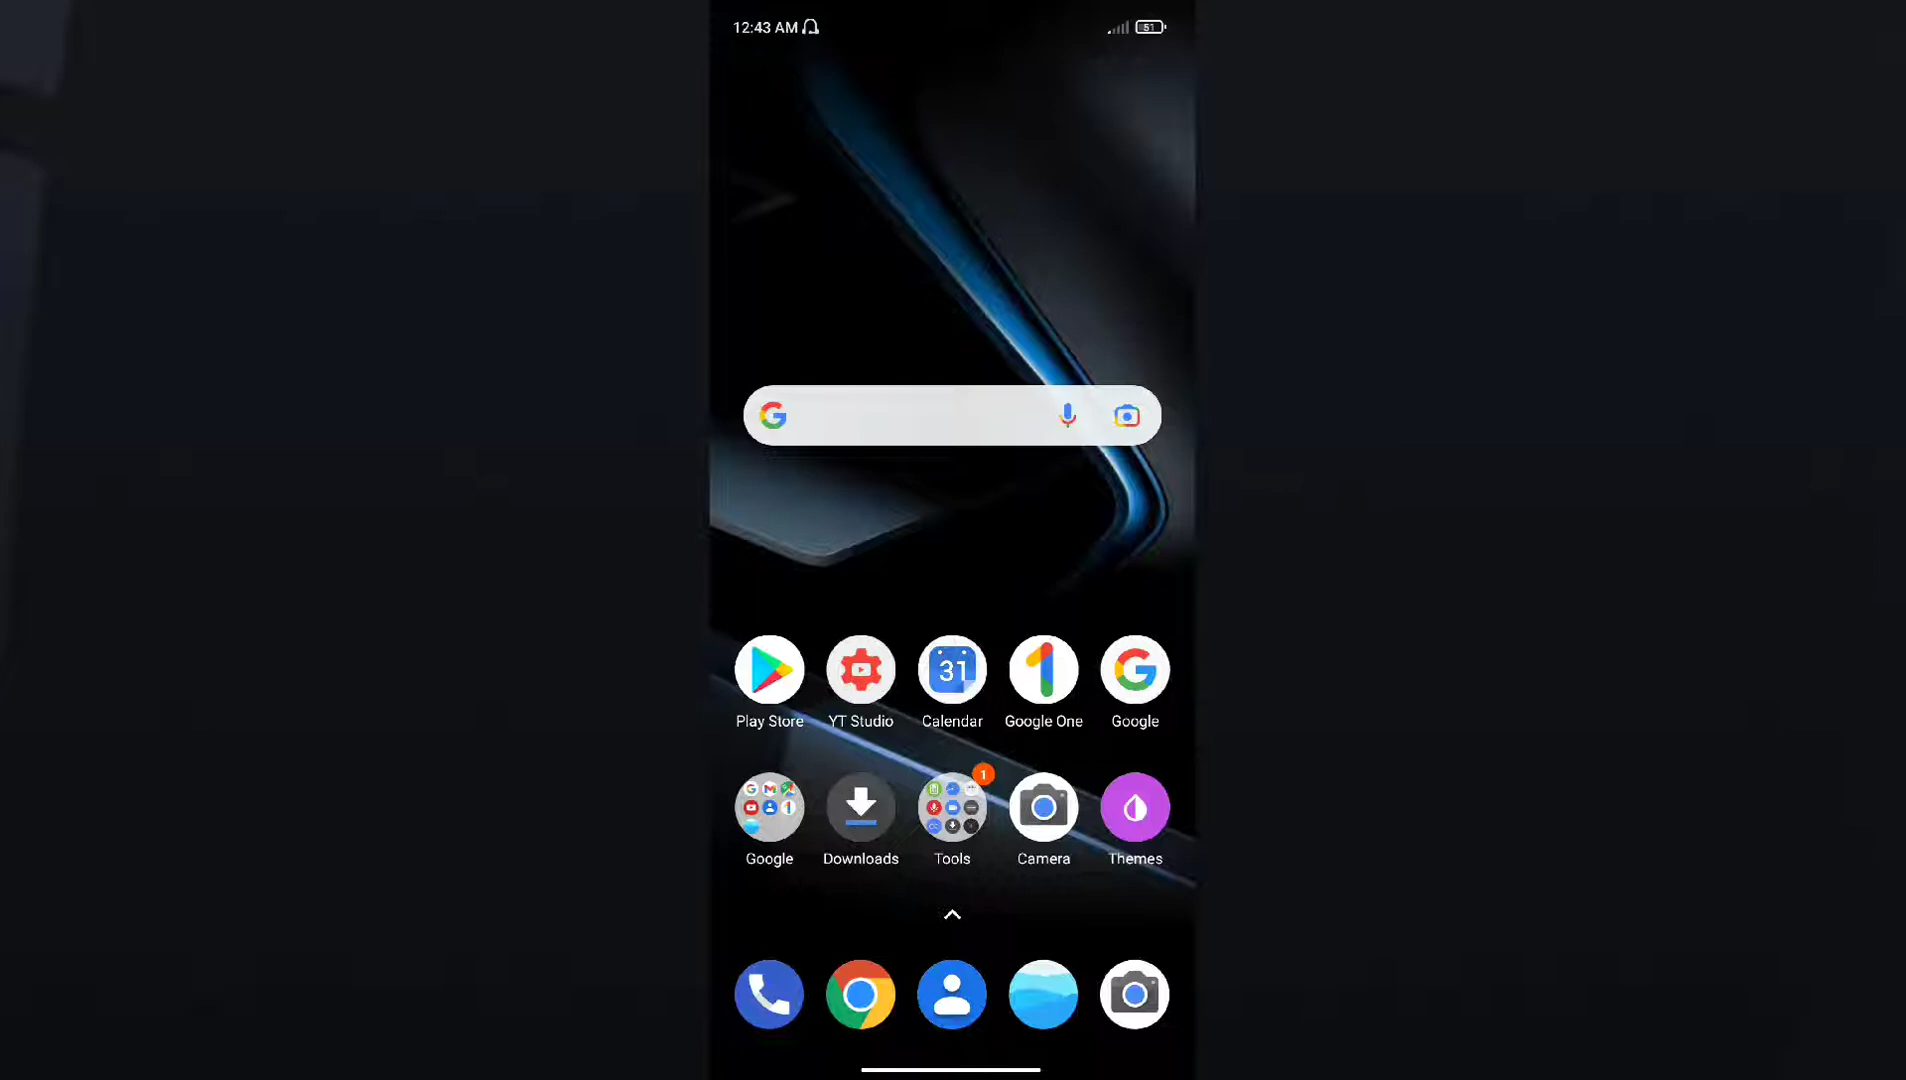 12:43 AM
51
31
Play Store
YT Studio
Calendar
Google One
Google
1
Google
Downloads
Tools
Camera
Themes